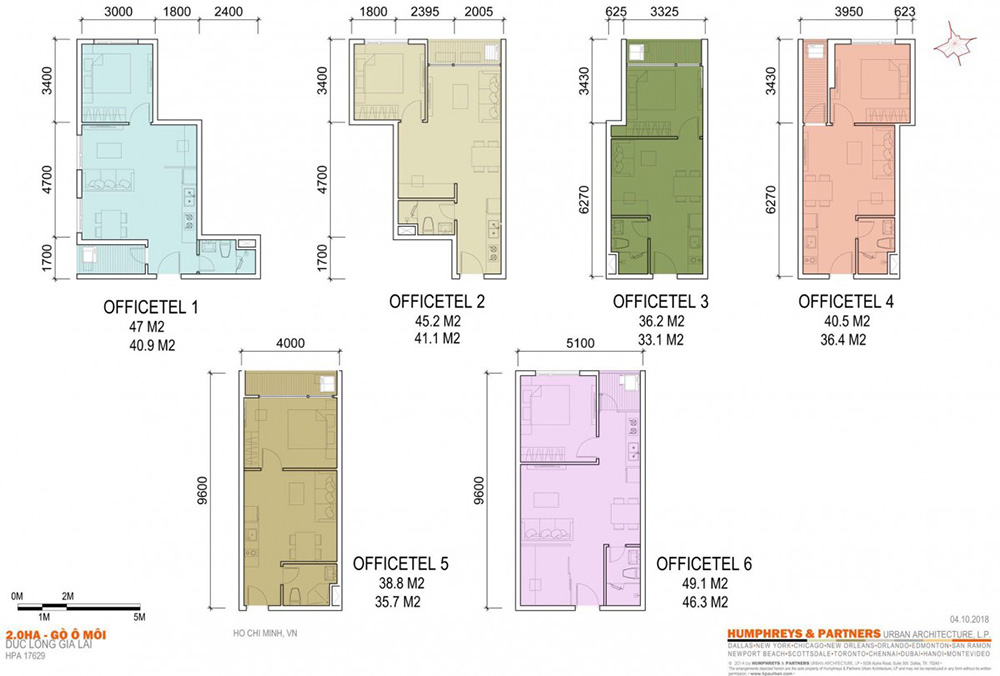 3000 1800 2400
1800 2395 2005
625 3325
3950 623
3400
4700
1700
3400
4700
1700
3430
6270
3430
6270
OFFICETEL 1
47 M2
40.9 M2
OFFICETEL 2
45.2 M2
41.1 M2
OFFICETEL 3
36.2 M2
33.1 M2
OFFICETEL 4
40.5 M2
36.4 M2
4000
9600
OFFICETEL 5
38.8 M2
35.7 M2
5100
9600
OFFICETEL 6
49.1 M2
46.3 M2
0M 2M
1M 5M
2.0HA - GÒ Ô MÔI
DUC LONG GIA LAI
HPA 17629
HO CHI MINH, VN
04.10.2018
HUMPHREYS & PARTNERS URBAN ARCHITECTURE, L.P.
DALLAS•NEW YORK•CHICAGO•NEW ORLEANS•ORLANDO•EDMONTON•SAN RAMON
NEWPORT BEACH•SCOTTSDALE•TORONTO•CHENNAI•DUBAI•HANOI•MONTEVIDEO